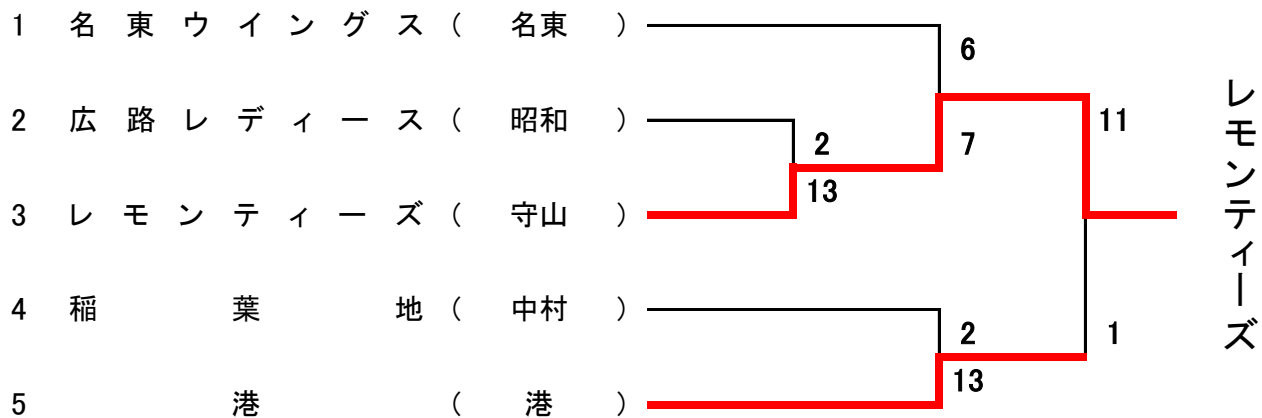 1 名東ウイングス ( 名東 )
6
2 広路レディース ( 昭和 )
2
13
7
11
3 レモンティーズ ( 守山 )
レモンティーズ
4 稲葉地 ( 中村 )
2
13
1
5 港 ( 港 )